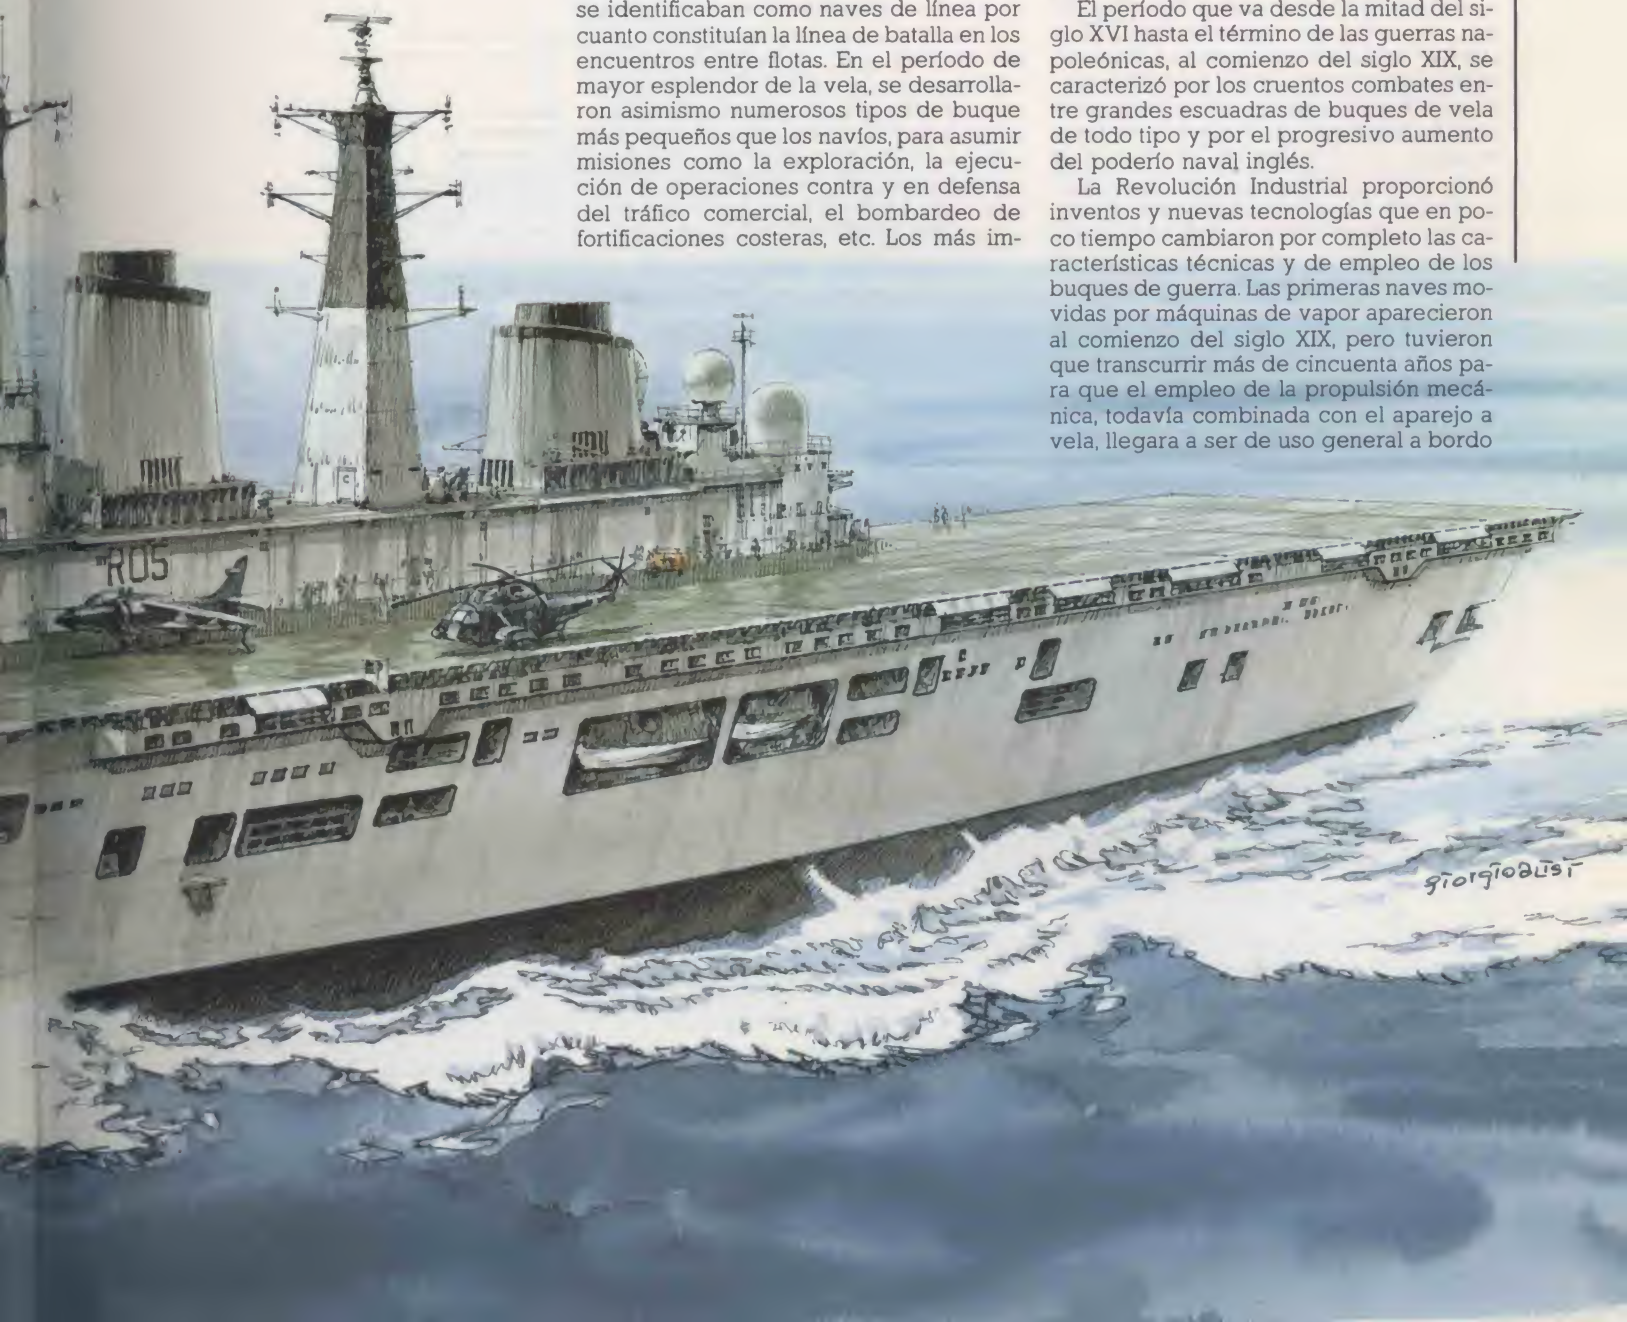 se identificaban como naves de línea por
cuanto constituían la línea de batalla en los
encuentros entre flotas. En el período de
mayor esplendor de la vela, se desarrolla-
ron asimismo numerosos tipos de buque
más pequeños que los navíos, para asumir
misiones como la exploración, la ejecu-
ción de operaciones contra y en defensa
del tráfico comercial, el bombardeo de
fortificaciones costeras, etc. Los más im-
El período que va desde la mitad del si-
glo XVI hasta el término de las guerras na-
poleónicas, al comienzo del siglo XIX, se
caracterizó por los cruentos combates en-
tre grandes escuadras de buques de vela
de todo tipo y por el progresivo aumento
del poderío naval inglés.
La Revolución Industrial proporcionó
inventos y nuevas tecnologías que en po-
co tiempo cambiaron por completo las ca-
racterísticas técnicas y de empleo de los
buques de guerra. Las primeras naves mo-
vidas por máquinas de vapor aparecieron
al comienzo del siglo XIX, pero tuvieron
que transcurrir más de cincuenta años pa-
ra que el empleo de la propulsión mecá-
nica, todavía combinada con el aparejo a
vela, llegara a ser de uso general a bordo
R05